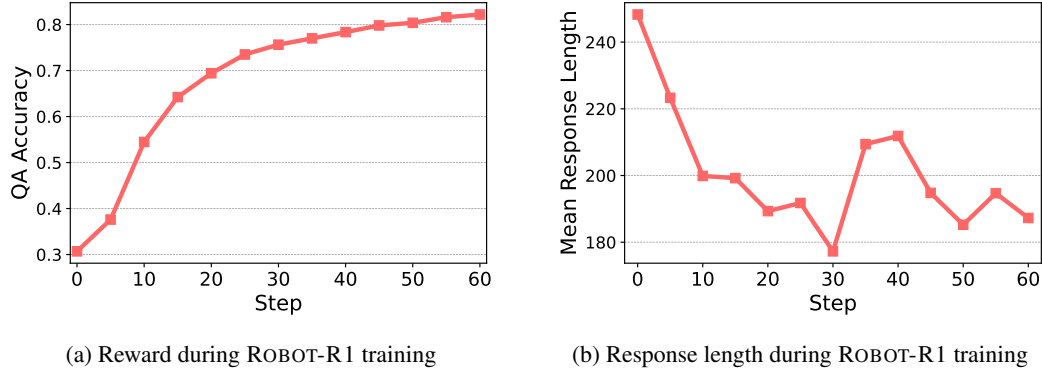 0.8
0.7
0.6
0.5
0.4
0.3
QA Accuracy
0 10 20 30 40 50 60
Step
(a) Reward during ROBOT-R1 training
240
220
200
180
Mean Response Length
0 10 20 30 40 50 60
Step
(b) Response length during ROBOT-R1 training